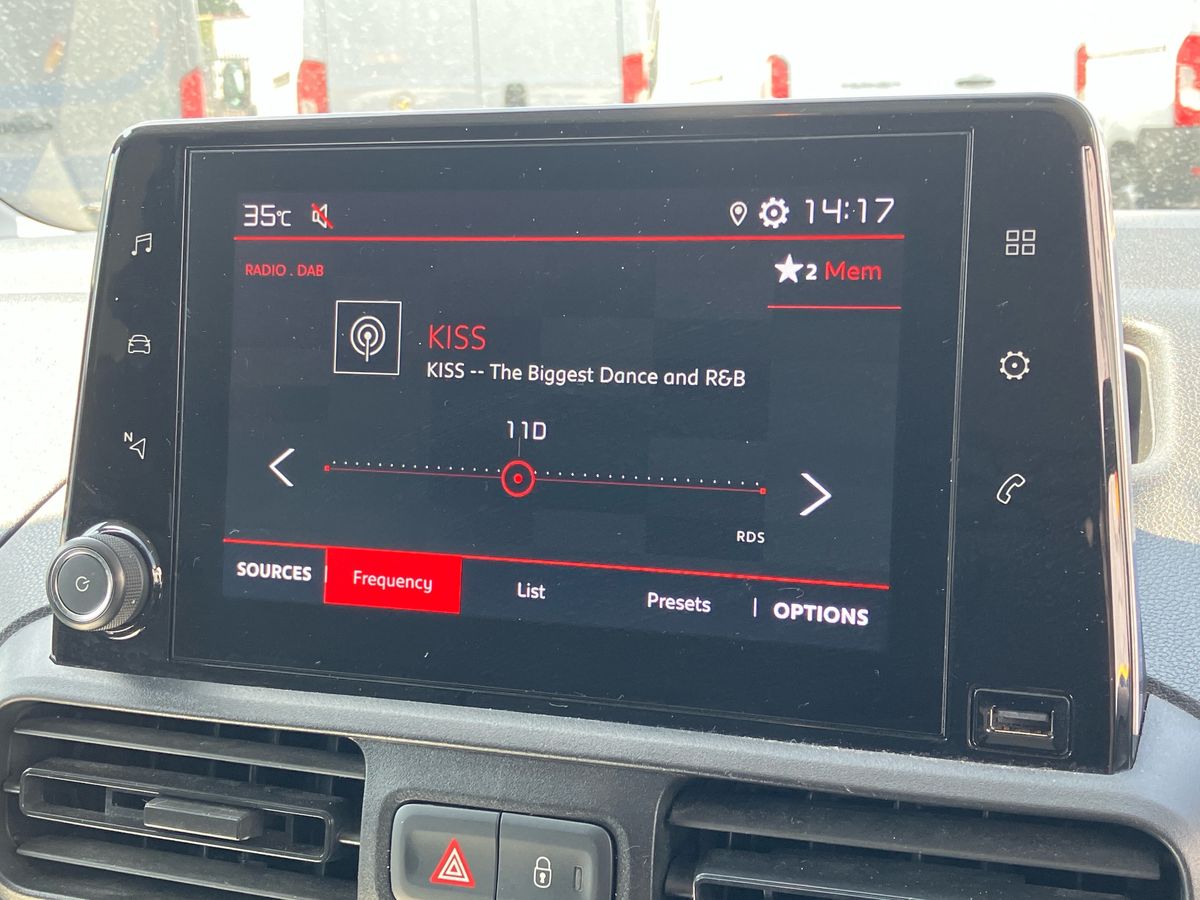 35°C
14:17
RADIO . DAB
2 Mem
KISS
KISS -- The Biggest Dance and R&B
11D
N
RDS
SOURCES Frequency List Presets OPTIONS